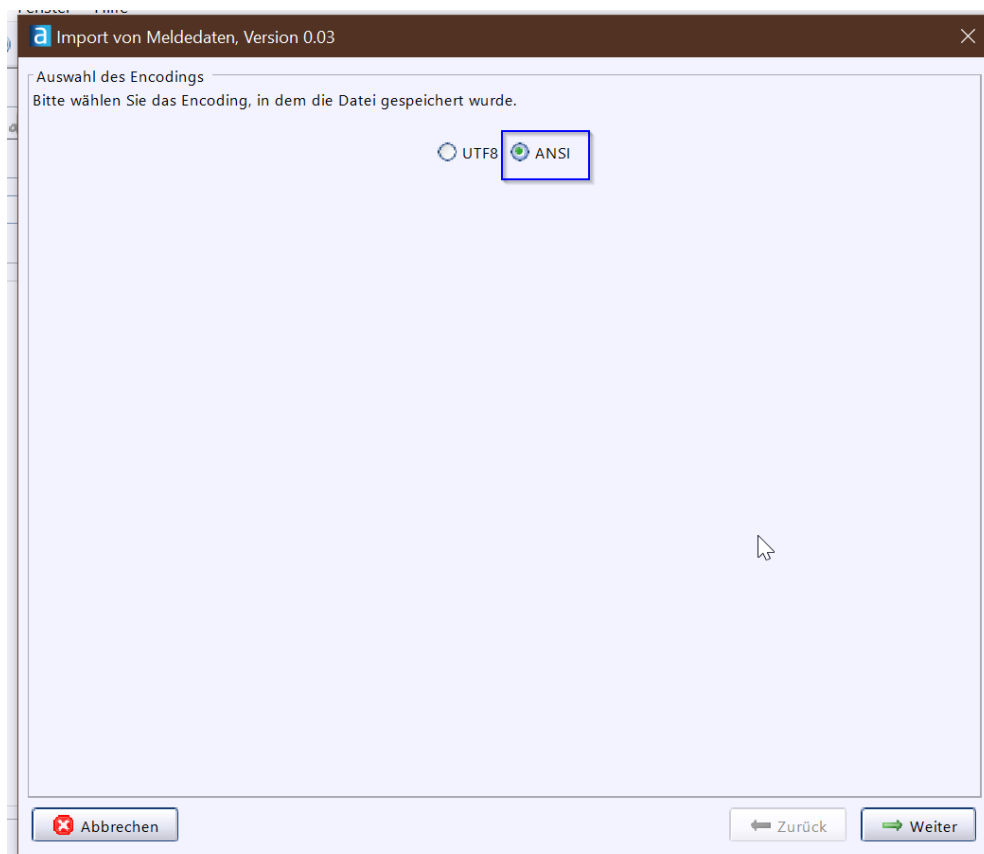 Import von Meldedaten, Version 0.03
Auswahl des Encodings
Bitte wählen Sie das Encoding, in dem die Datei gespeichert wurde.
UTF8 ANSI
Abbrechen Zurück Weiter